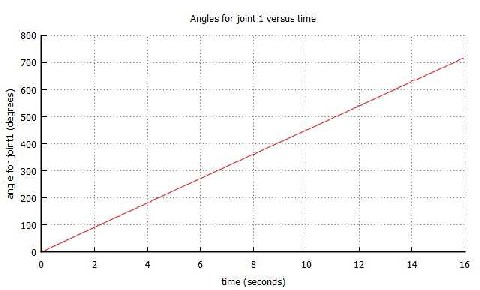 Angles for joint 1 versus time
800
700
600
500
400
300
200
100
0
angle for joint1 (degrees)
0 2 4 6 8 10 12 14 16
time (seconds)